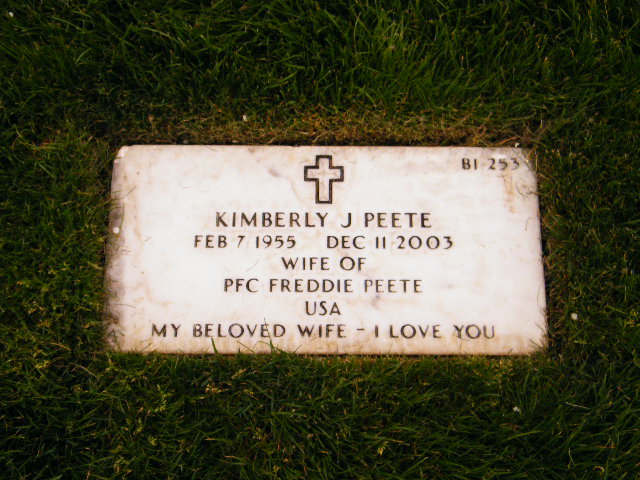 B1 253
KIMBERLY J PEETE
FEB 7 1955 DEC 11 2003
WIFE OF
PFC FREDDIE PEETE
USA
MY BELOVED WIFE - I LOVE YOU